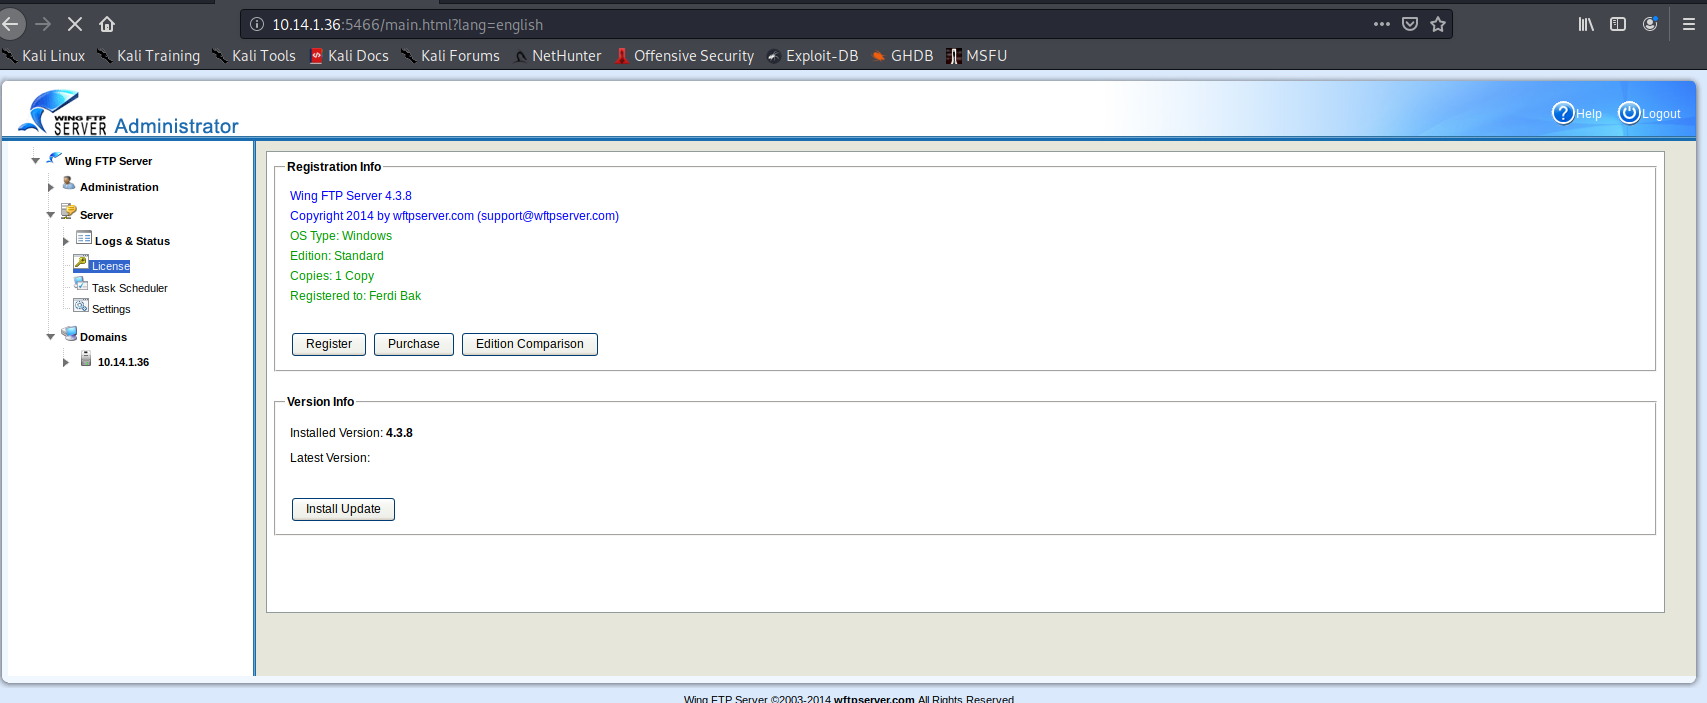 10.14.1.36:5466/main.html?lang=english
Kali Linux Kali Training Kali Tools Kali Docs Kali Forums NetHunter Offensive Security Exploit-DB GHDB MSFU
WING FTP
SERVER Administrator
Help Logout
Wing FTP Server
Administration
Server
Logs & Status
License
Task Scheduler
Settings
Domains
10.14.1.36
Registration Info
Wing FTP Server 4.3.8
Copyright 2014 by wftpserver.com (support@wftpserver.com)
OS Type: Windows
Edition: Standard
Copies: 1 Copy
Registered to: Ferdi Bak
Register Purchase Edition Comparison
Version Info
Installed Version: 4.3.8
Latest Version:
Install Update
Wing FTP Server ©2003-2014 wftpserver.com All Rights Reserved